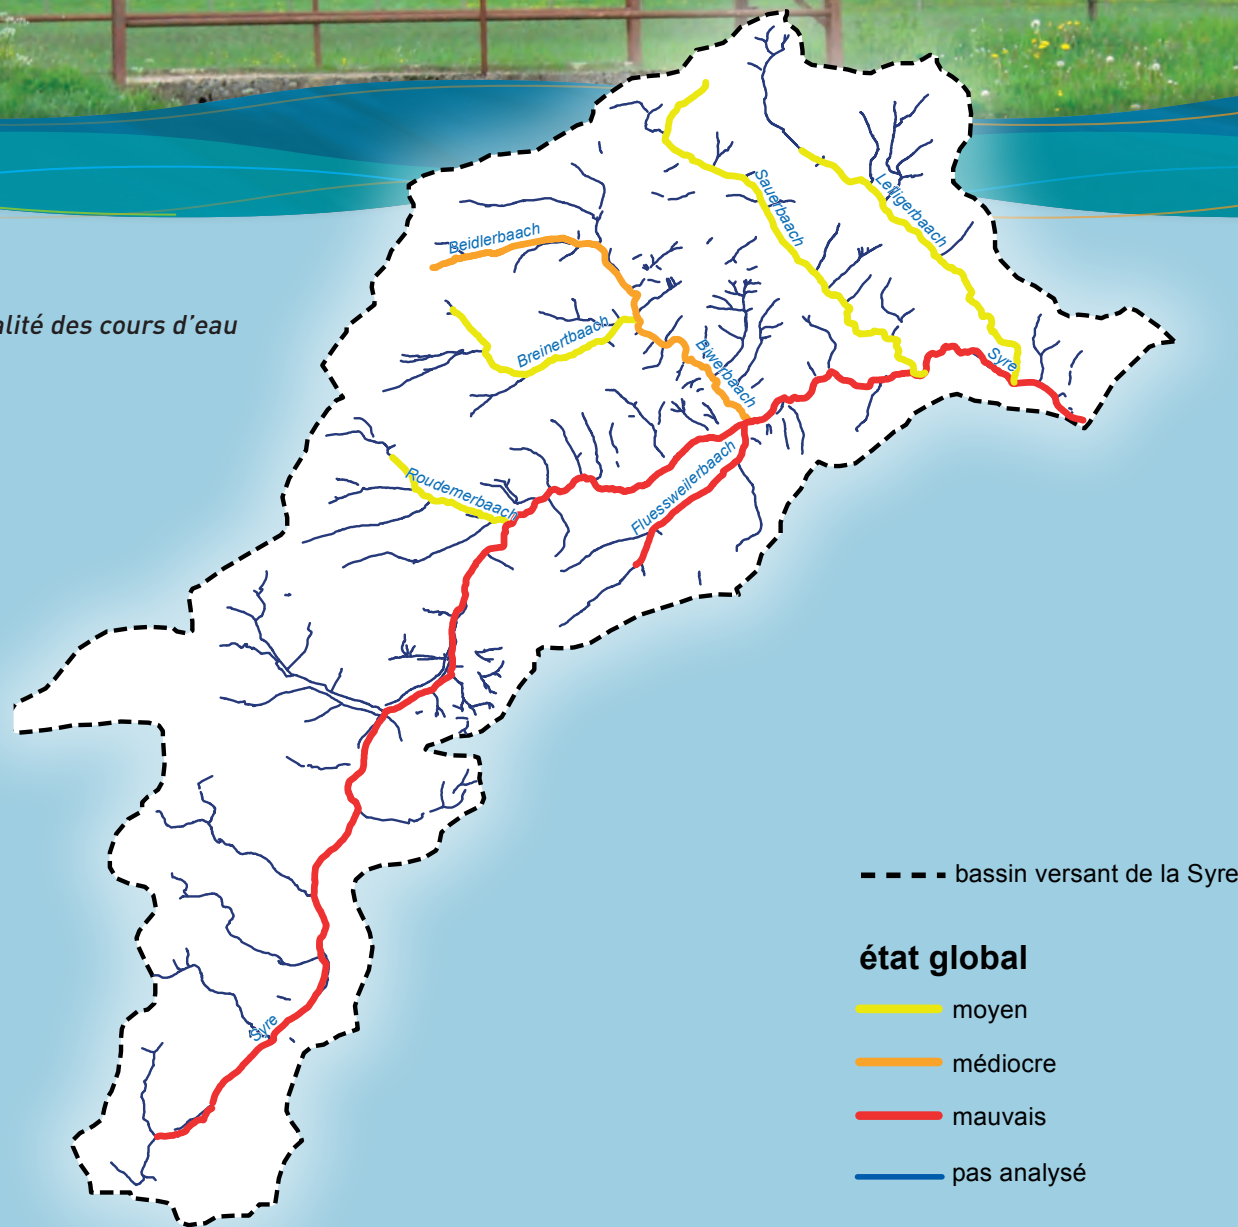 alité des cours d'eau
Sauerbaach
Lelligerbaach
Beidlerbaach
Breinertbaach
Biwerbaach
Syre
Roudemerbaach
Fluessweilerbaach
Syre
bassin versant de la Syre
état global
moyen
médiocre
mauvais
pas analysé